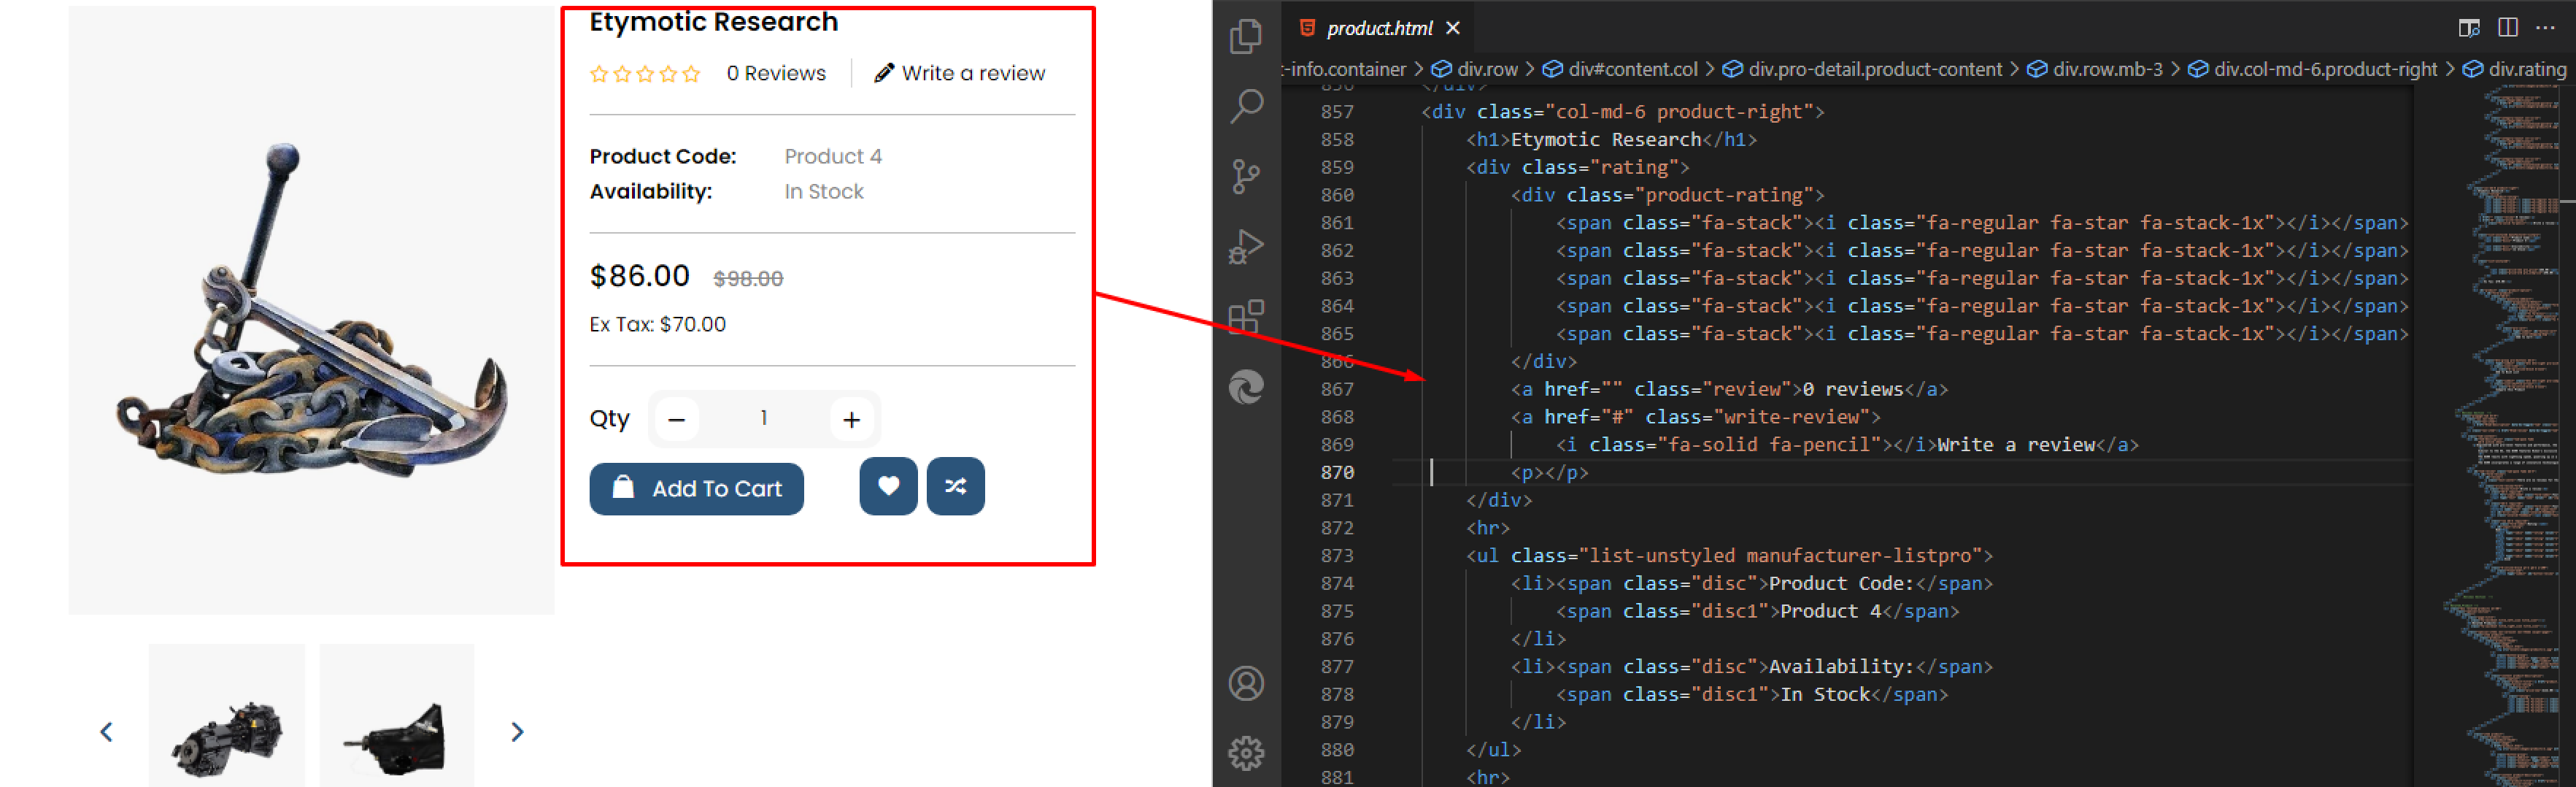 Etymotic Research
0 Reviews
Write a review
Product Code: Product 4
Availability: In Stock
$86.00 $98.00
Ex Tax: $70.00
Qty − 1 +
Add To Cart
product.html
t-info.container > div.row > div#content.col > div.pro-detail.product-content > div.row.mb-3 > div.col-md-6.product-right > div.rating
857 <div class="col-md-6 product-right">
858 <h1>Etymotic Research</h1>
859 <div class="rating">
860 <div class="product-rating">
861 <span class="fa-stack"><i class="fa-regular fa-star fa-stack-1x"></i></span>
862 <span class="fa-stack"><i class="fa-regular fa-star fa-stack-1x"></i></span>
863 <span class="fa-stack"><i class="fa-regular fa-star fa-stack-1x"></i></span>
864 <span class="fa-stack"><i class="fa-regular fa-star fa-stack-1x"></i></span>
865 <span class="fa-stack"><i class="fa-regular fa-star fa-stack-1x"></i></span>
866 </div>
867 <a href="" class="review">0 reviews</a>
868 <a href="#" class="write-review">
869 <i class="fa-solid fa-pencil"></i>Write a review</a>
870 <p></p>
871 </div>
872 <hr>
873 <ul class="list-unstyled manufacturer-listpro">
874 <li><span class="disc">Product Code:</span>
875 <span class="disc1">Product 4</span>
876 </li>
877 <li><span class="disc">Availability:</span>
878 <span class="disc1">In Stock</span>
879 </li>
880 </ul>
881 <hr>